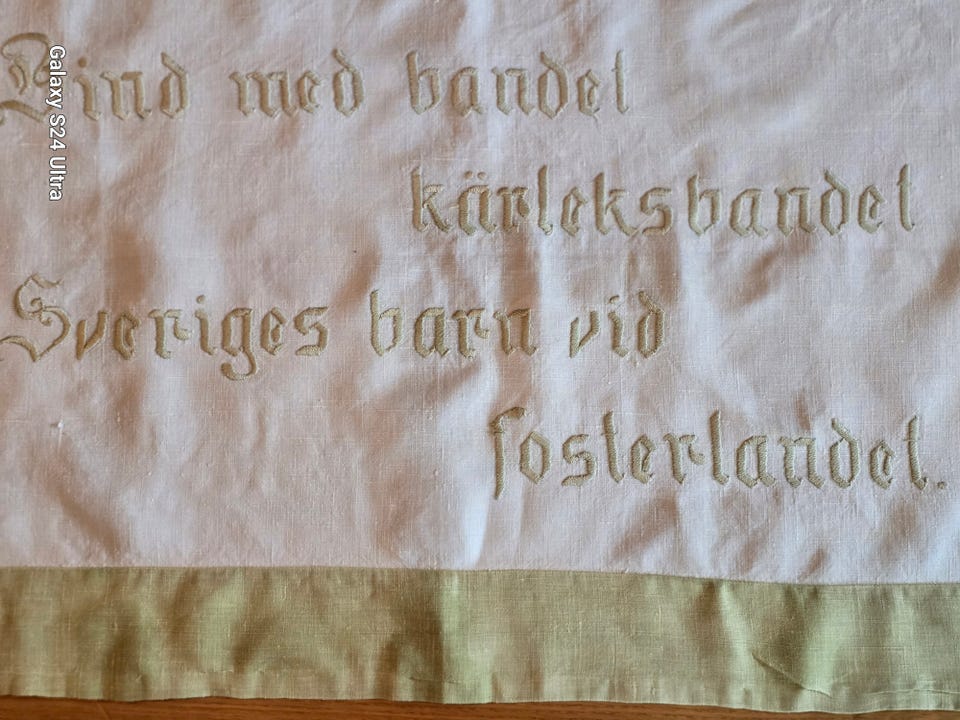 Bind med bandet
kärleksbandet
Sveriges barn vid
fosterlandet.
Galaxy S24 Ultra